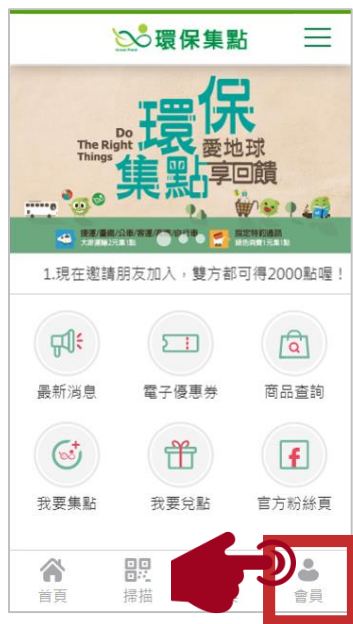 環保集點
Do
The Right
Things
環保
集點
愛地球
享回饋
1.現在邀請朋友加入，雙方都可得2000點喔！
最新消息
電子優惠券
商品查詢
我要集點
我要兌點
官方粉絲頁
首頁
掃描
會員